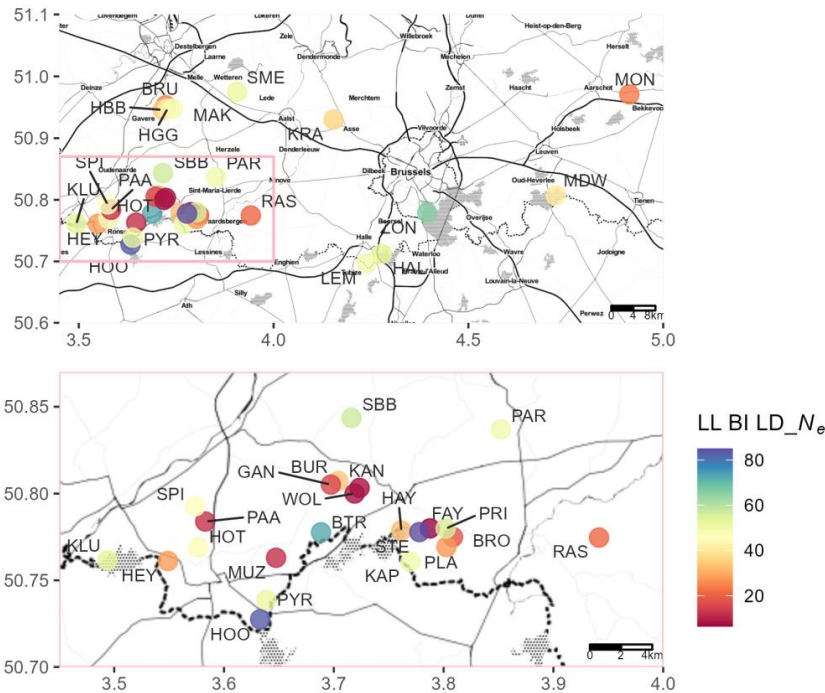 51.1
51.0
50.9
50.8
50.7
50.6
Lovendegem
Lokeren
Zele
Willebroek
Duffel
Heist-op-den-Berg
Destelbergen
Laarne
Dendermonde
Mechelen
Herselt
Melle
Wetteren
SME
Deinze
BRU
Lede
Merchtem
Zemst
Haacht
Aarschot
MON
HBB
MAK
Gavere
HGG
Aalst
KRA
Asse
Vilvoorde
Holsbeek
Bekkevoo
Herzele
Denderleeuw
Leuven
SPI
Oudenaarde
SBB
PAR
Dilbeek
Brussels
KLU
PAA
Sint-Maria-Lierde
Ninove
Oud-Heverlee
MDW
HOT
RAS
Tienen
HEY
PYR
Lessines
Overijse
Halle
ZON
Enghien
Waterloo
Wavre
Jodoigne
HOO
LEM
HAL
Louvain-la-Neuve
Silly
Ath
Perwez
0 4 8km
3.5 4.0 4.5 5.0
50.85
50.80
50.75
50.70
SBB
PAR
GAN
BUR
KAN
SPI
WOL
HAY
PAA
BTR
FAY
PRI
KLU
HOT
STE
BRO
RAS
HEY
MUZ
KAP
PLA
PYR
HOO
0 2 4km
3.5 3.6 3.7 3.8 3.9 4.0
LL BI LD_Ne
80
60
40
20